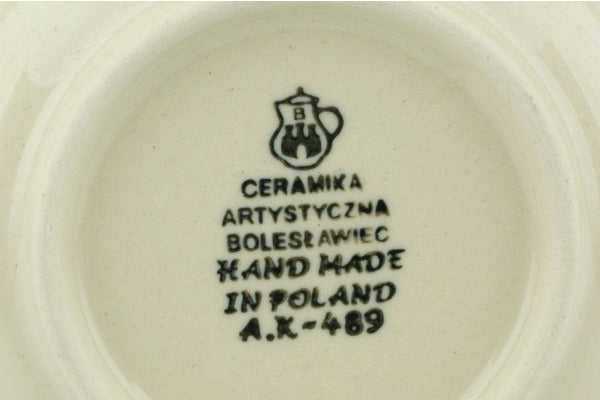 B
CERAMIKA
ARTYSTYCZNA
BOLESŁAWIEC
HAND MADE
IN POLAND
A.K-489